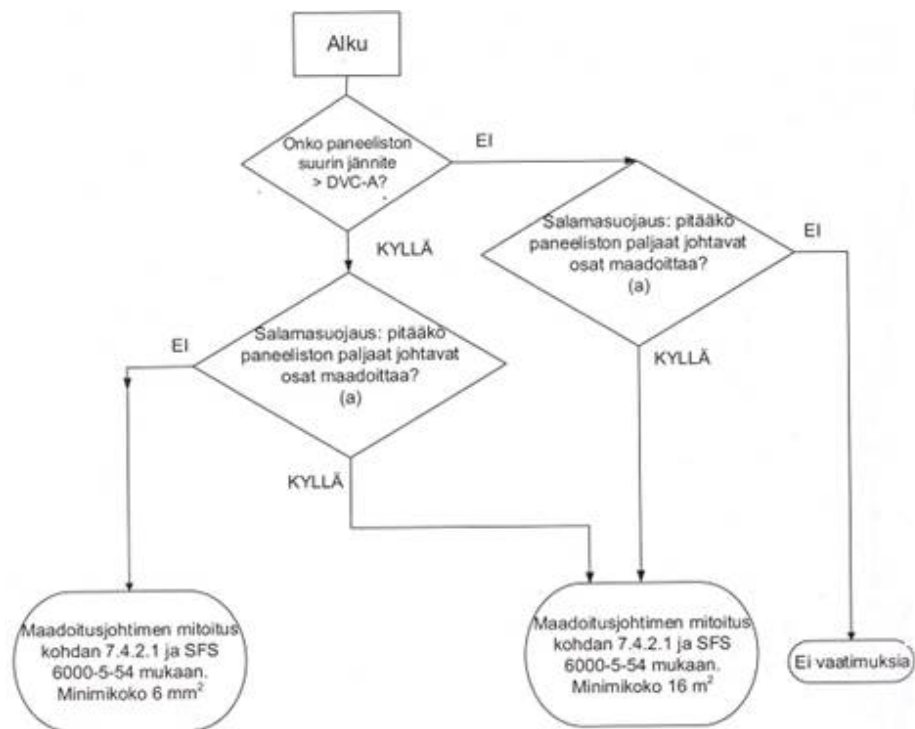 Alku
Onko paneeliston
suurin jännite
> DVC-A?
EI
KYLLÄ
Salamasuojaus: pitääkö
paneeliston paljaat johtavat
osat maadoittaa?
(a)
EI
KYLLÄ
Salamasuojaus: pitääkö
paneeliston paljaat johtavat
osat maadoittaa?
(a)
EI
KYLLÄ
Maadoitusjohtimen mitoitus
kohdan 7.4.2.1 ja SFS
6000-5-54 mukaan.
Minimikoko 6 mm²
Maadoitusjohtimen mitoitus
kohdan 7.4.2.1 ja SFS
6000-5-54 mukaan.
Minimikoko 16 m²
Ei vaatimuksia